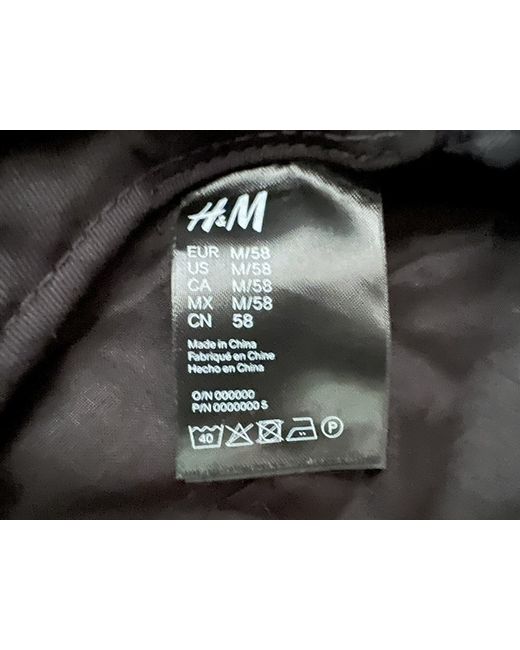 H&M
EUR M/58
US M/58
CA M/58
MX M/58
CN 58
Made in China
Fabriqué en Chine
Hecho en China
O/N 000000
P/N 0000000 S
40 P